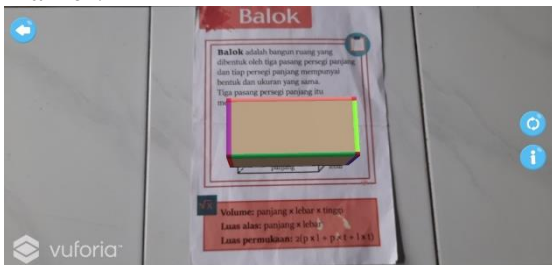 Balok
Balok adalah bangun ruang yang
dibentuk oleh tiga pasang persegi panjang
dan tiap persegi panjang mempunyai
bentuk dan ukuran yang sama.
Tiga pasang persegi panjang itu
panjang
Volume: panjang x lebar x tinggi
Luas alas: panjang x lebar
Luas permukaan: 2(p x l + p x t + l x t)
vuforia